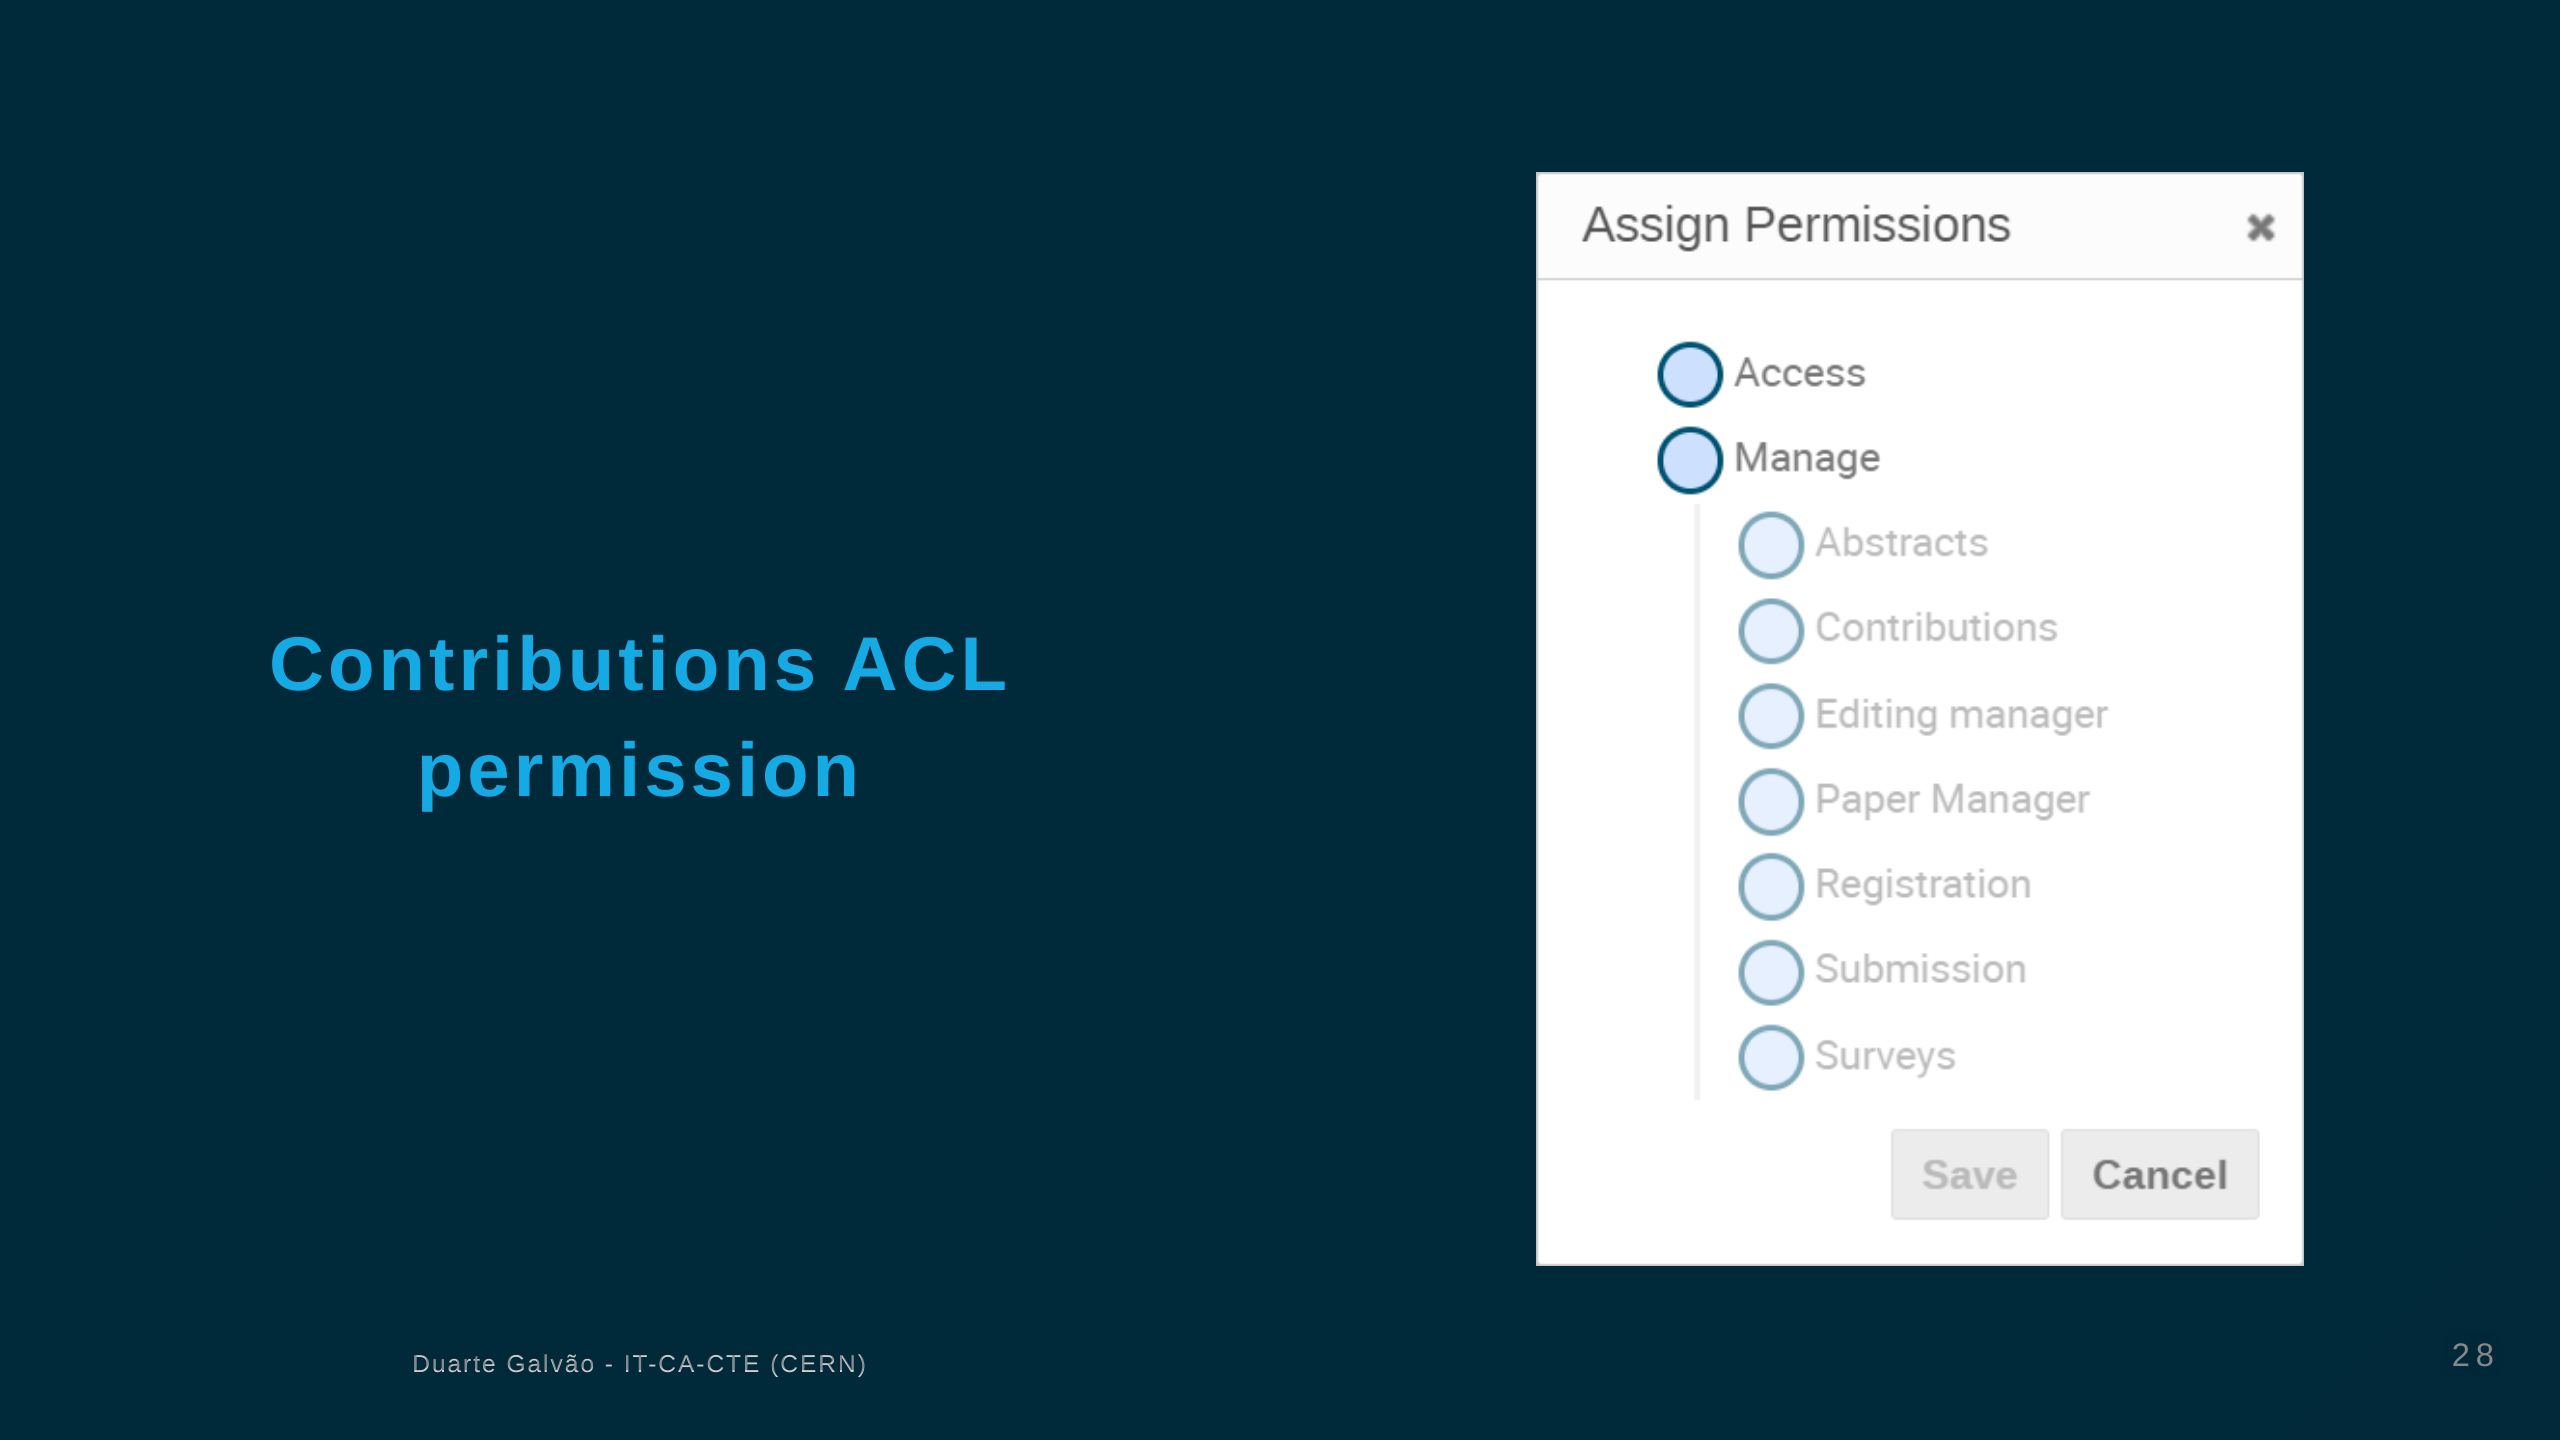 Contributions ACL
permission
Assign Permissions
Access
Manage
Abstracts
Contributions
Editing manager
Paper Manager
Registration
Submission
Surveys
Save Cancel
Duarte Galvão - IT-CA-CTE (CERN)
28